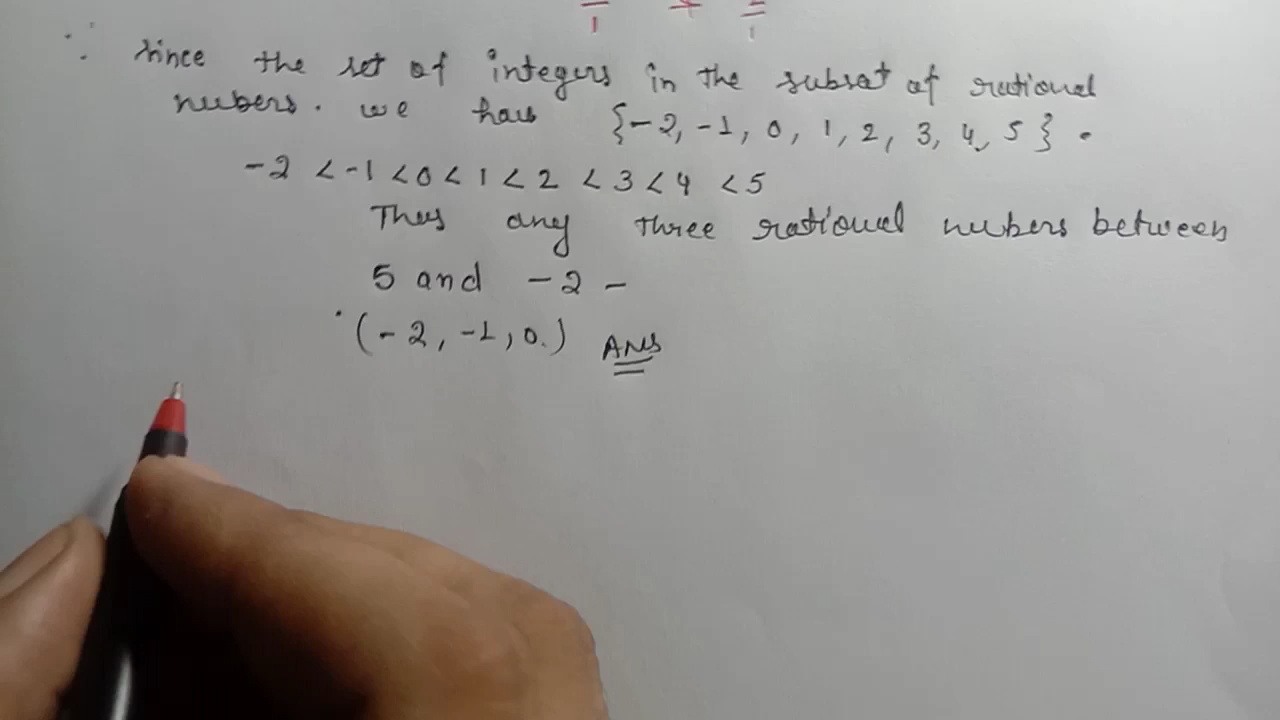 ∴ since the set of integers in the subset of rational
nubers. we have {-2, -1, 0, 1, 2, 3, 4, 5}.
-2 < -1 < 0 < 1 < 2 < 3 < 4 < 5
Thus any three rational nubers between
5 and -2 -
(-2, -1, 0.) ANS